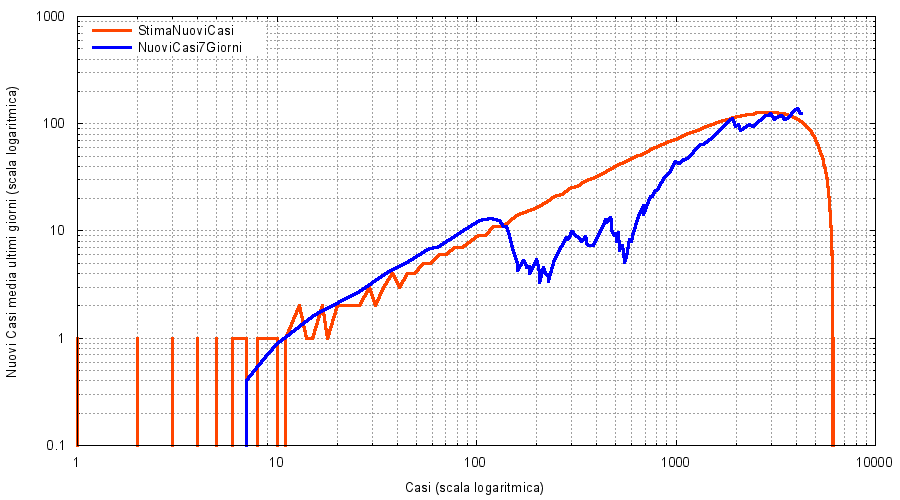 1000
StimaNuoviCasi
NuoviCasi7Giorni
100
10
1
0.1
Nuovi Casi media ultimi giorni (scala logaritmica)
1 10 100 1000 10000
Casi (scala logaritmica)